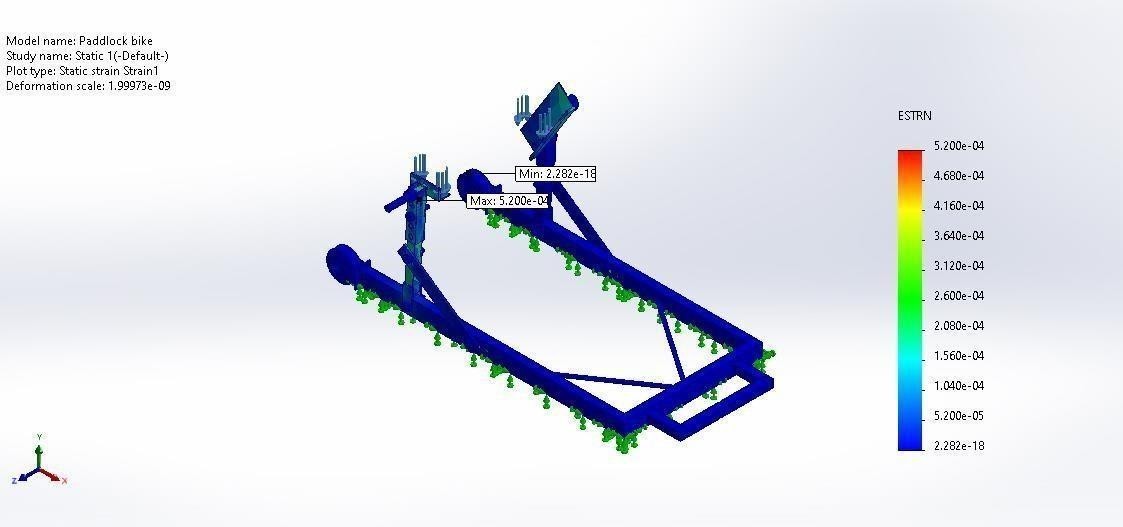 Model name: Paddlock bike
Study name: Static 1(-Default-)
Plot type: Static strain Strain1
Deformation scale: 1.99973e-09
ESTRN
5.200e-04
4.680e-04
4.160e-04
3.640e-04
3.120e-04
2.600e-04
2.080e-04
1.560e-04
1.040e-04
5.200e-05
2.282e-18
Min: 2.282e-18
Max: 5.200e-04
Y
Z
X